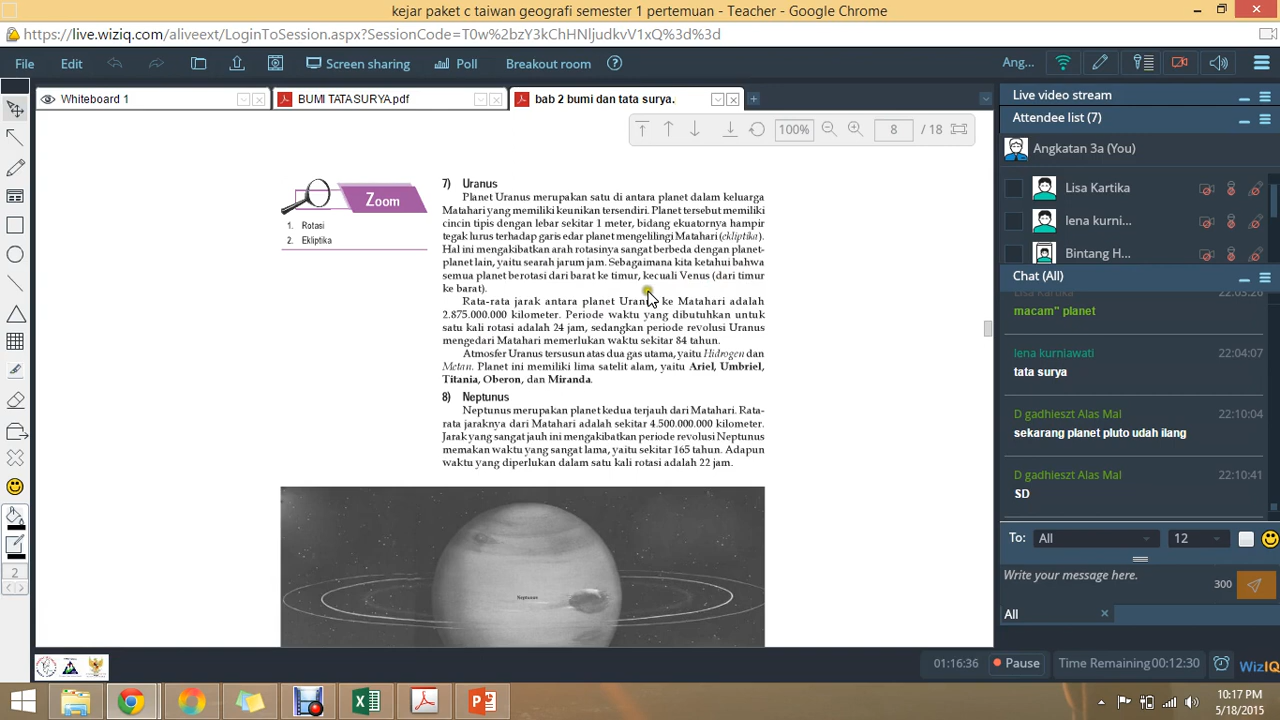 kejar paket c taiwan geografi semester 1 pertemuan - Teacher - Google Chrome
https://live.wiziq.com/aliveext/LoginToSession.aspx?SessionCode=T0w%2bzY3kChHNljudkvV1xQ%3d%3d
File Edit Screen sharing Poll Breakout room ? Ang...
Whiteboard 1
BUMI TATASURYA.pdf
bab 2 bumi dan tata surya.
100% 8 / 18
Zoom
1. Rotasi
2. Ekliptika
7) Uranus
Planet Uranus merupakan satu di antara planet dalam keluarga
Matahari yang memiliki keunikan tersendiri. Planet tersebut memiliki
cincin tipis dengan lebar sekitar 1 meter, bidang ekuatornya hampir
tegak lurus terhadap garis edar planet mengelilingi Matahari (ekliptika).
Hal ini mengakibatkan arah rotasinya sangat berbeda dengan planet-
planet lain, yaitu searah jarum jam. Sebagaimana kita ketahui bahwa
semua planet berotasi dari barat ke timur, kecuali Venus (dari timur
ke barat).
Rata-rata jarak antara planet Uranus ke Matahari adalah
2.875.000.000 kilometer. Periode waktu yang dibutuhkan untuk
satu kali rotasi adalah 24 jam, sedangkan periode revolusi Uranus
mengedari Matahari memerlukan waktu sekitar 84 tahun.
Atmosfer Uranus tersusun atas dua gas utama, yaitu Hidrogen dan
Metan. Planet ini memiliki lima satelit alam, yaitu Ariel, Umbriel,
Titania, Oberon, dan Miranda.
8) Neptunus
Neptunus merupakan planet kedua terjauh dari Matahari. Rata-
rata jaraknya dari Matahari adalah sekitar 4.500.000.000 kilometer.
Jarak yang sangat jauh ini mengakibatkan periode revolusi Neptunus
memakan waktu yang sangat lama, yaitu sekitar 165 tahun. Adapun
waktu yang diperlukan dalam satu kali rotasi adalah 22 jam.
Neptunus
2
Live video stream
Attendee list (7)
Angkatan 3a (You)
Lisa Kartika
lena kurni...
Bintang H...
Chat (All)
Lisa Kartika 22:03:26
macam" planet
lena kurniawati 22:04:07
tata surya
D gadhieszt Alas Mal 22:10:04
sekarang planet pluto udah ilang
D gadhieszt Alas Mal 22:10:41
SD
To: All 12
Write your message here. 300
All
01:16:36 Pause Time Remaining 00:12:30 WizIQ
10:17 PM
5/18/2015